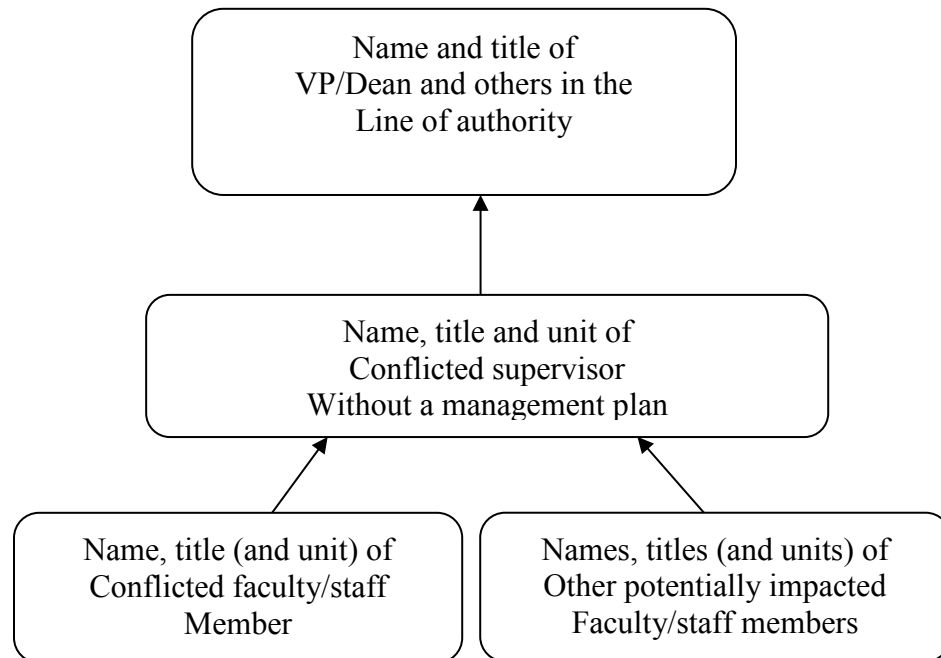 Name and title of
VP/Dean and others in the
Line of authority
Name, title and unit of
Conflicted supervisor
Without a management plan
Name, title (and unit) of
Conflicted faculty/staff
Member
Names, titles (and units) of
Other potentially impacted
Faculty/staff members